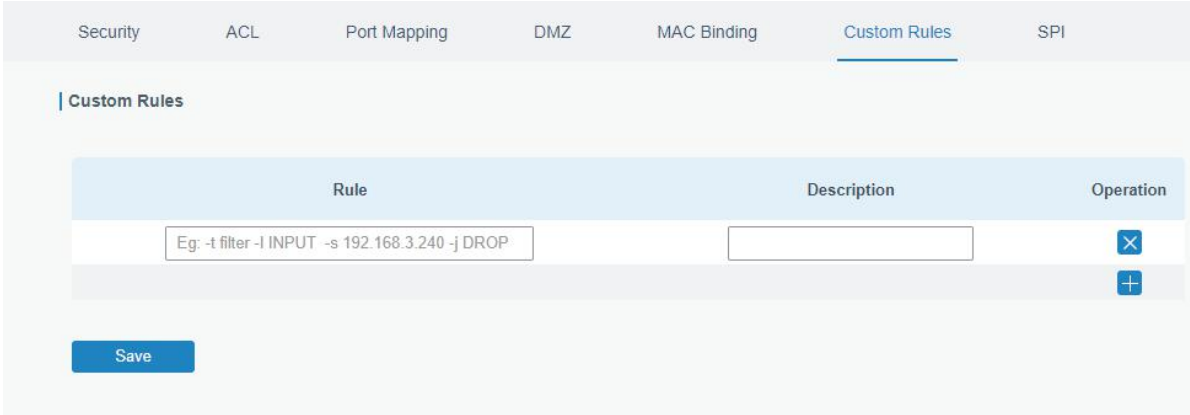 Security ACL Port Mapping DMZ MAC Binding Custom Rules SPI
Custom Rules
Rule Description Operation
Eg: -t filter -I INPUT -s 192.168.3.240 -j DROP
Save